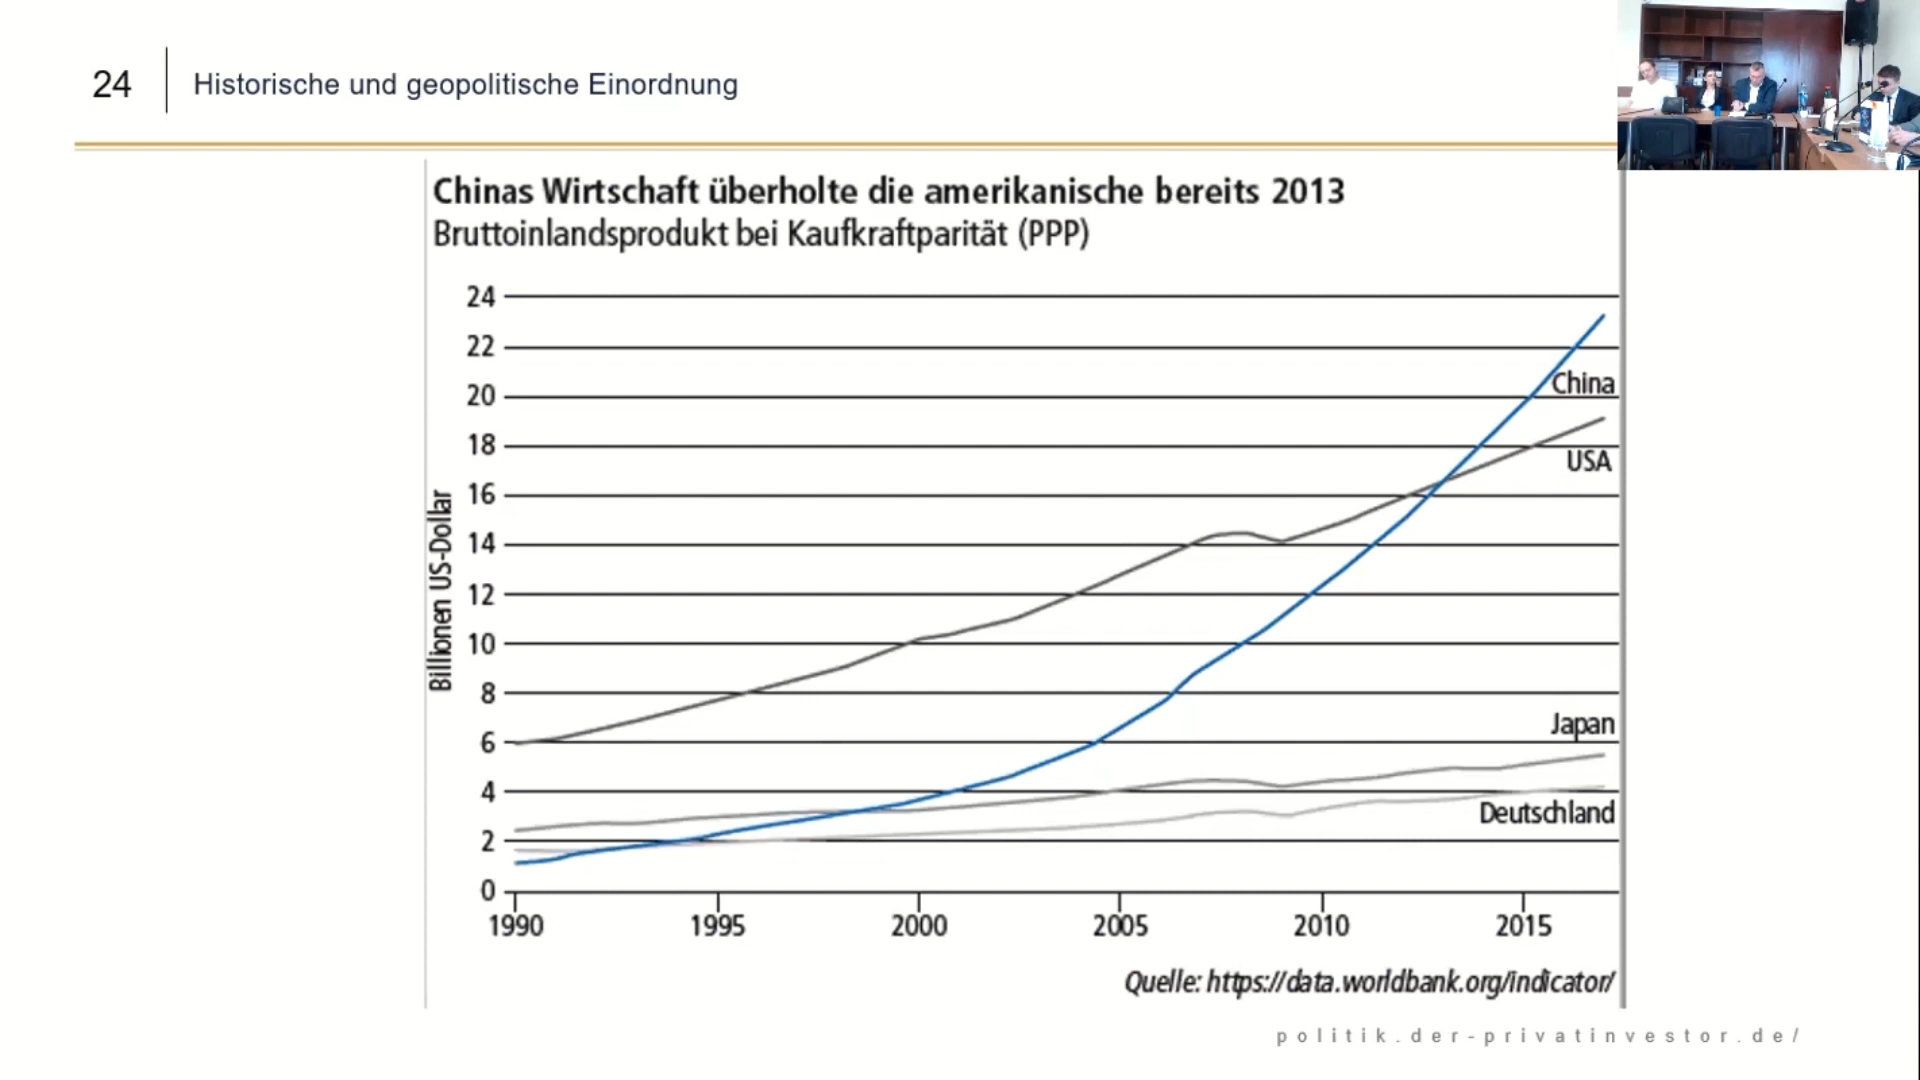 24
Historische und geopolitische Einordnung
Chinas Wirtschaft überholte die amerikanische bereits 2013
Bruttoinlandsprodukt bei Kaufkraftparität (PPP)
Billionen US-Dollar
24
22
20
18
16
14
12
10
8
6
4
2
0
China
USA
Japan
Deutschland
1990 1995 2000 2005 2010 2015
Quelle: https://data.worldbank.org/indicator/
politik.der-privatinvestor.de/